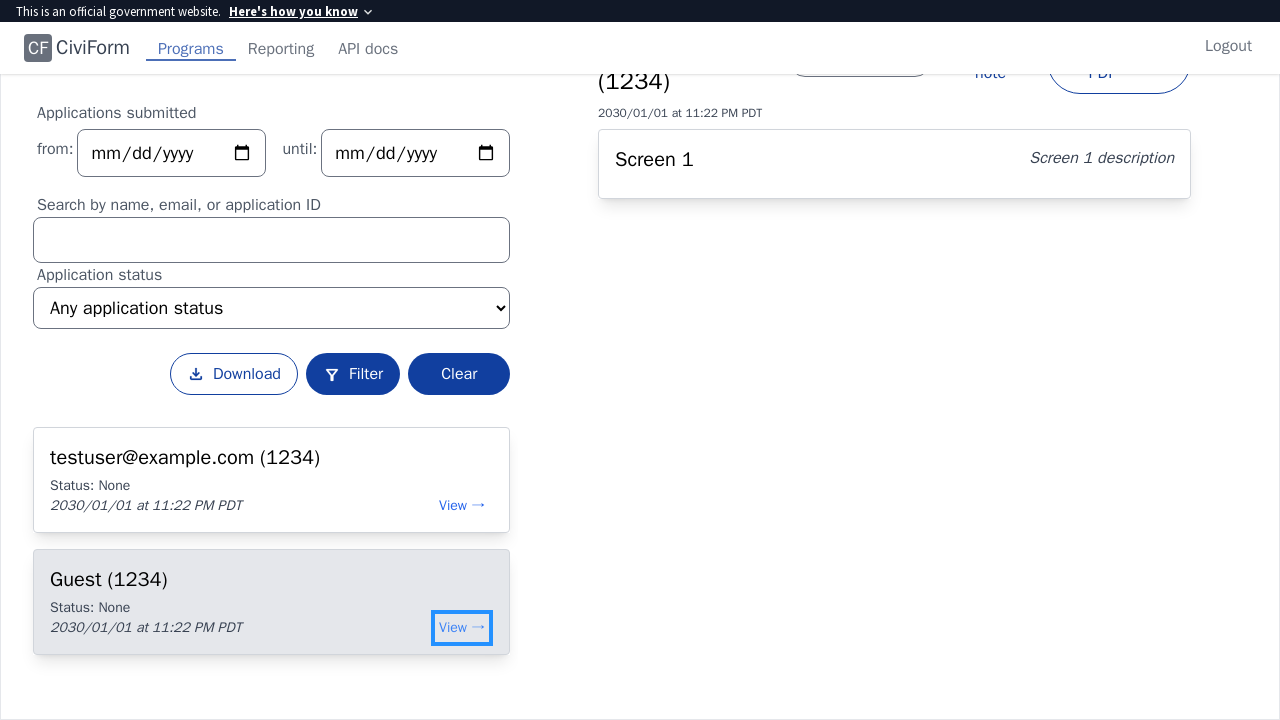 This is an official government website. Here's how you know
CF CiviForm Programs Reporting API docs Logout
Applications submitted
from: mm/dd/yyyy until: mm/dd/yyyy
Search by name, email, or application ID
Application status
Any application status
Download Filter Clear
testuser@example.com (1234)
Status: None
2030/01/01 at 11:22 PM PDT View →
Guest (1234)
Status: None
2030/01/01 at 11:22 PM PDT View →
(1234) note PDF
2030/01/01 at 11:22 PM PDT
Screen 1 Screen 1 description